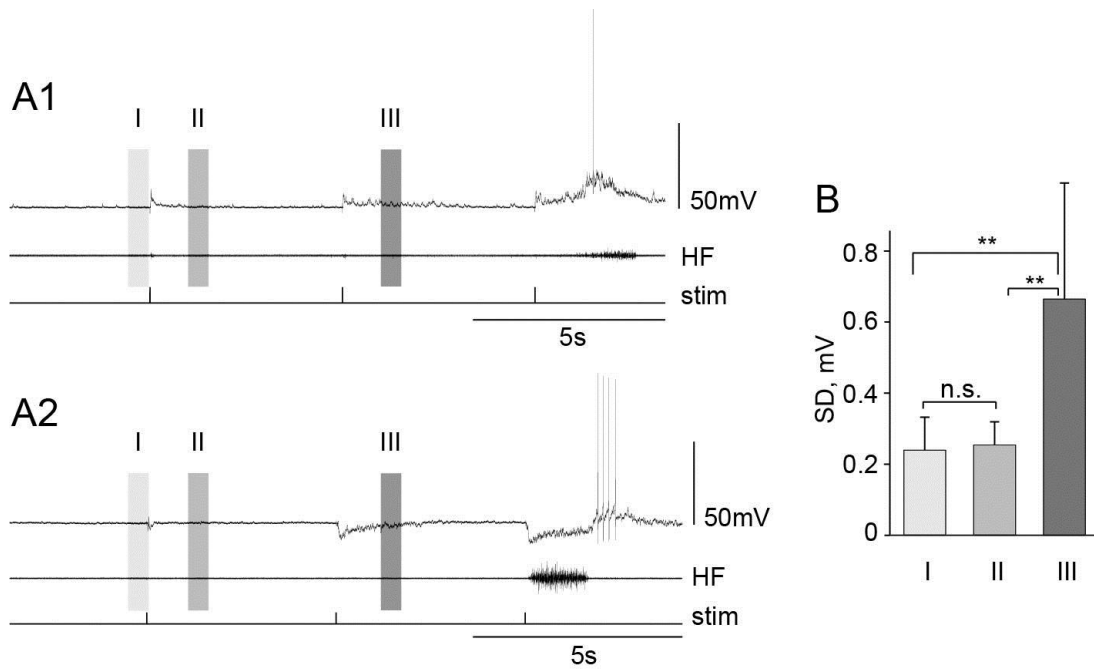 A1
I II III
50mV
HF
stim
5s
A2
I II III
50mV
HF
stim
5s
B
**
**
n.s.
SD, mV
0.8
0.6
0.4
0.2
0
I II III